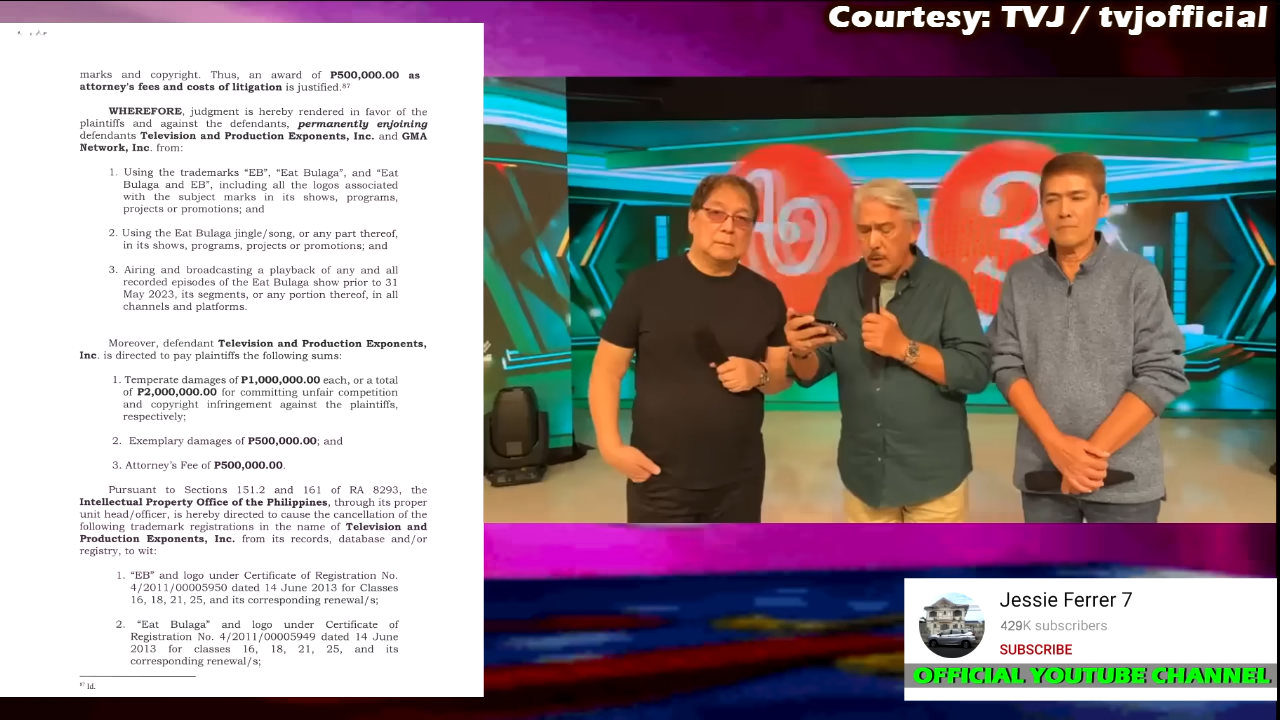 Courtesy: TVJ / tvjofficial
marks and copyright. Thus, an award of P500,000.00 as
attorney's fees and costs of litigation is justified.87
WHEREFORE, judgment is hereby rendered in favor of the
plaintiffs and against the defendants, permanently enjoining
defendants Television and Production Exponents, Inc. and GMA
Network, Inc. from:
1. Using the trademarks “EB”, “Eat Bulaga”, and “Eat
Bulaga and EB”, including all the logos associated
with the subject marks in its shows, programs,
projects or promotions; and
2. Using the Eat Bulaga jingle/song, or any part thereof,
in its shows, programs, projects or promotions; and
3. Airing and broadcasting a playback of any and all
recorded episodes of the Eat Bulaga show prior to 31
May 2023, its segments, or any portion thereof, in all
channels and platforms.
Moreover, defendant Television and Production Exponents,
Inc. is directed to pay plaintiffs the following sums:
1. Temperate damages of P1,000,000.00 each, or a total
of P2,000,000.00 for committing unfair competition
and copyright infringement against the plaintiffs,
respectively;
2. Exemplary damages of P500,000.00; and
3. Attorney's Fee of P500,000.00.
Pursuant to Sections 151.2 and 161 of RA 8293, the
Intellectual Property Office of the Philippines, through its proper
unit head/officer, is hereby directed to cause the cancellation of the
following trademark registrations in the name of Television and
Production Exponents, Inc. from its records, database and/or
registry, to wit:
1. “EB” and logo under Certificate of Registration No.
4/2011/00005950 dated 14 June 2013 for Classes
16, 18, 21, 25, and its corresponding renewal/s;
2. “Eat Bulaga” and logo under Certificate of
Registration No. 4/2011/00005949 dated 14 June
2013 for classes 16, 18, 21, 25, and its
corresponding renewal/s;
87 Id.
3
Jessie Ferrer 7
429K subscribers
SUBSCRIBE
OFFICIAL YOUTUBE CHANNEL